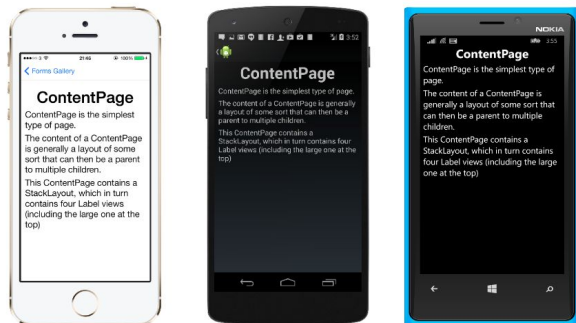 21:46
100%
Forms Gallery
ContentPage
ContentPage is the simplest
type of page.
The content of a ContentPage
is generally a layout of some
sort that can then be a parent
to multiple children.
This ContentPage contains a
StackLayout, which in turn
contains four Label views
(including the large one at the
top)
3:52
ContentPage
ContentPage is the simplest type of page.
The content of a ContentPage is generally
a layout of some sort that can then be a
parent to multiple children.
This ContentPage contains a
StackLayout, which in turn contains four
Label views (including the large one at the
top)
NOKIA
3:55
ContentPage
ContentPage is the simplest type of
page.
The content of a ContentPage is
generally a layout of some sort that
can then be a parent to multiple
children.
This ContentPage contains a
StackLayout, which in turn contains
four Label views (including the large
one at the top)